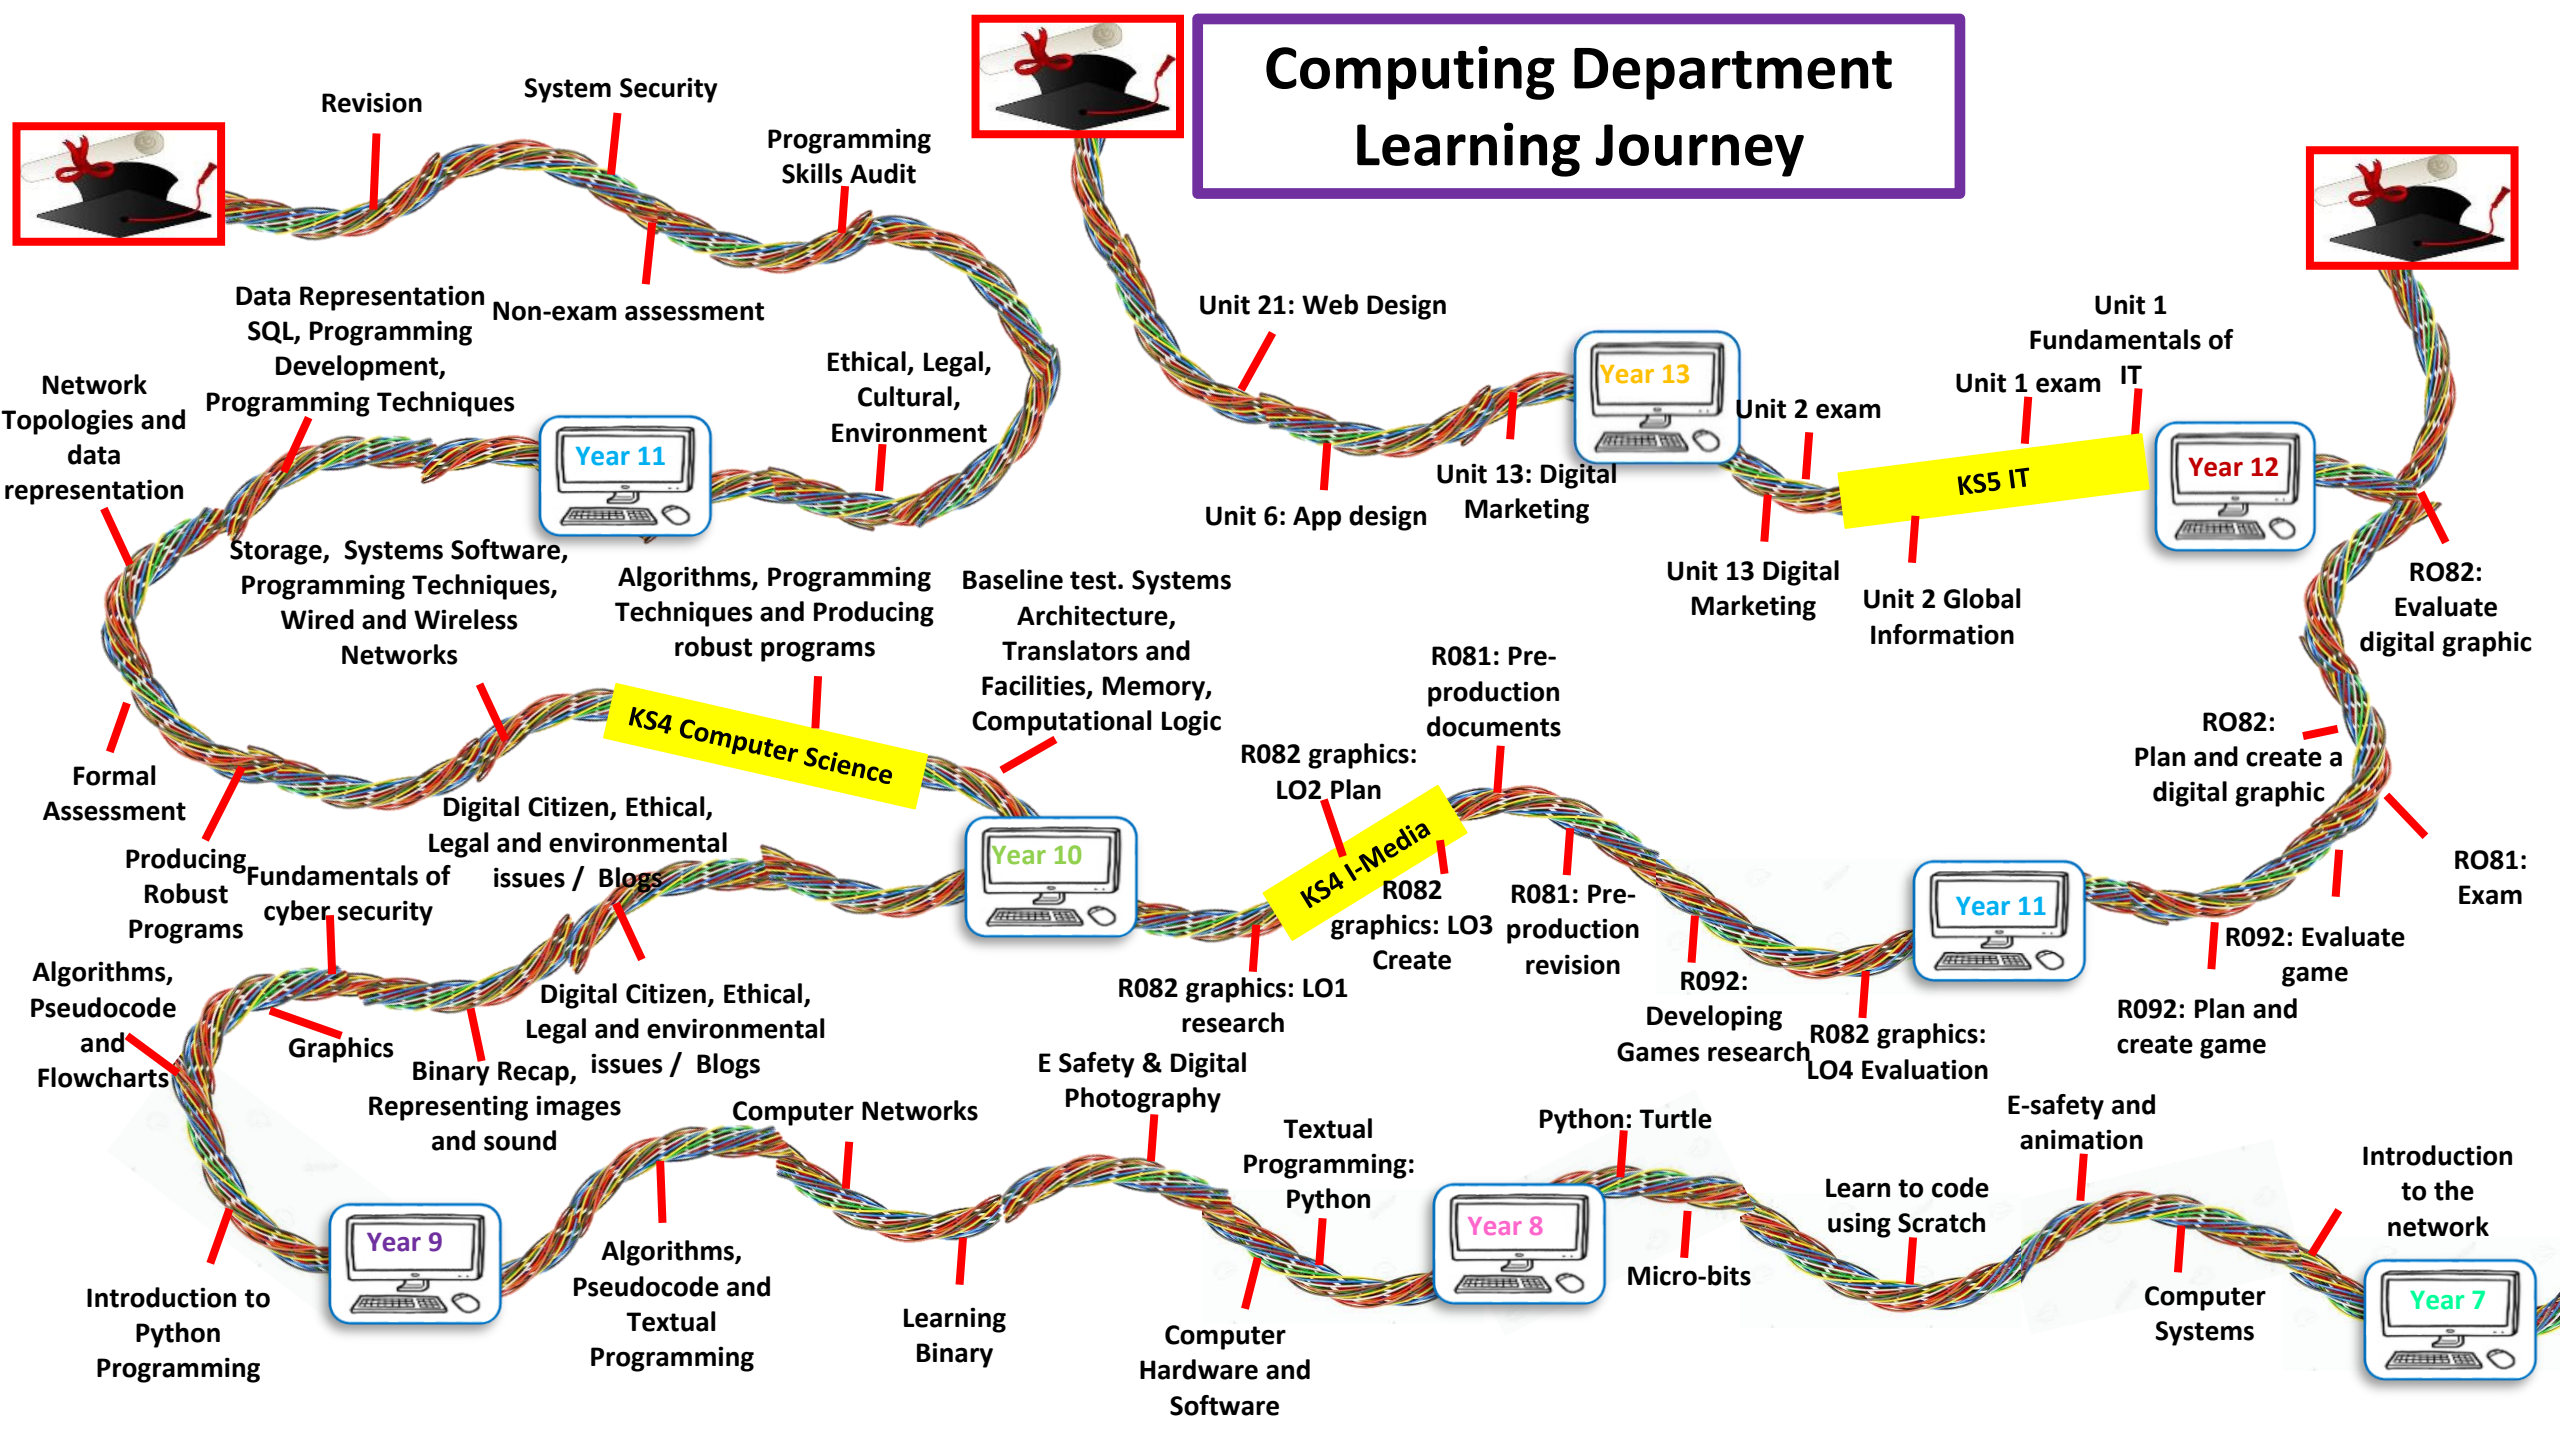 Computing Department
Learning Journey
Revision
System Security
Programming
Skills Audit
Non-exam assessment
Data Representation
SQL, Programming
Development,
Programming Techniques
Network
Topologies and
data
representation
Year 11
Ethical, Legal,
Cultural,
Environment
Unit 21: Web Design
Unit 6: App design
Unit 13: Digital
Marketing
Year 13
Unit 2 exam
Unit 13 Digital
Marketing
Unit 1 exam
Unit 1
Fundamentals of
IT
KS5 IT
Unit 2 Global
Information
Year 12
RO82:
Evaluate
digital graphic
Storage, Systems Software,
Programming Techniques,
Wired and Wireless
Networks
Algorithms, Programming
Techniques and Producing
robust programs
Baseline test. Systems
Architecture,
Translators and
Facilities, Memory,
Computational Logic
KS4 Computer Science
Formal
Assessment
Producing
Robust
Programs
R082 graphics:
LO2 Plan
R081: Pre-
production
documents
KS4 I-Media
R082
graphics: LO3
Create
R081: Pre-
production
revision
R082 graphics: LO1
research
R092:
Developing
Games research
R082 graphics:
LO4 Evaluation
Year 11
RO82:
Plan and create a
digital graphic
RO81:
Exam
R092: Evaluate
game
R092: Plan and
create game
Year 10
Digital Citizen, Ethical,
Legal and environmental
issues / Blogs
Fundamentals of
cyber security
Algorithms,
Pseudocode
and
Flowcharts
Graphics
Binary Recap,
Representing images
and sound
Digital Citizen, Ethical,
Legal and environmental
issues / Blogs
Introduction to
Python
Programming
Year 9
Algorithms,
Pseudocode and
Textual
Programming
Computer Networks
Learning
Binary
E Safety & Digital
Photography
Computer
Hardware and
Software
Textual
Programming:
Python
Year 8
Python: Turtle
Micro-bits
Learn to code
using Scratch
E-safety and
animation
Computer
Systems
Introduction
to the
network
Year 7